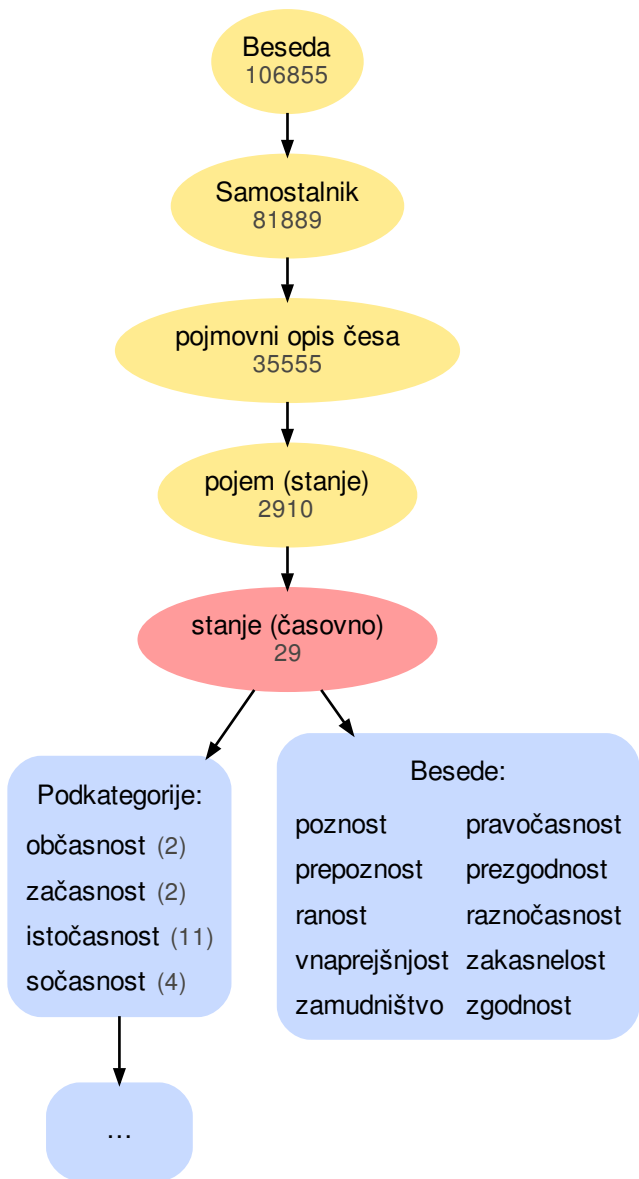 Beseda
106855
Samostalnik
81889
pojmovni opis česa
35555
pojem (stanje)
2910
stanje (časovno)
29
Podkategorije:
občasnost (2)
začasnost (2)
istočasnost (11)
sočasnost (4)
Besede:
poznost pravočasnost
prepoznost prezgodnost
ranost raznočasnost
vnaprejšnjost zakasnelost
zamudništvo zgodnost
...